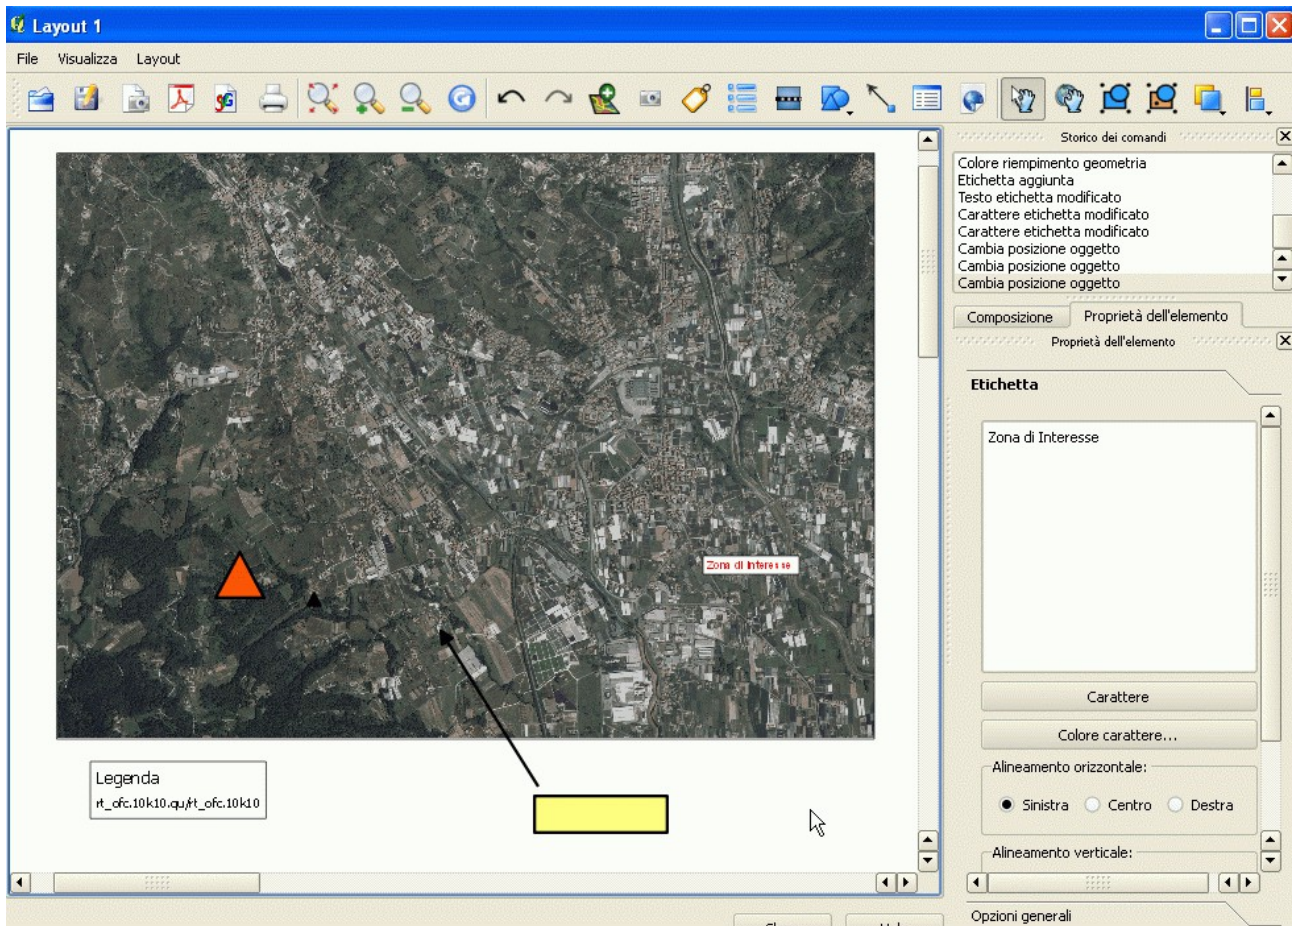 Layout 1
File Visualizza Layout
Storico dei comandi
Colore riempimento geometria
Etichetta aggiunta
Testo etichetta modificato
Carattere etichetta modificato
Carattere etichetta modificato
Cambia posizione oggetto
Cambia posizione oggetto
Cambia posizione oggetto
Composizione Proprietà dell'elemento
Proprietà dell'elemento
Etichetta
Zona di Interesse
Zona di Interesse
Carattere
Colore carattere...
Alineamento orizzontale:
Sinistra Centro Destra
Alineamento verticale:
Opzioni generali
Legenda
rt_ofc.10k10.qu/rt_ofc.10k10